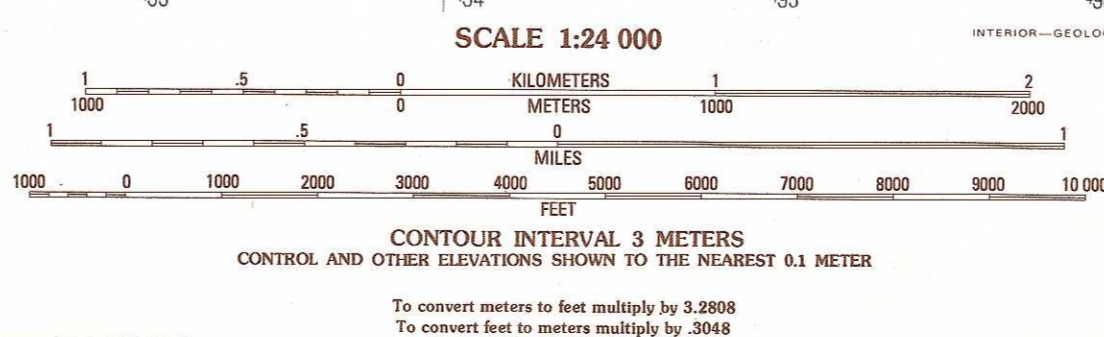 SCALE 1:24 000
INTERIOR—GEOLO
1 .5 0 KILOMETERS 1 2
1000 0 METERS 1000 2000
1 .5 0 1
MILES
1000 0 1000 2000 3000 4000 5000 6000 7000 8000 9000 10 000
FEET
CONTOUR INTERVAL 3 METERS
CONTROL AND OTHER ELEVATIONS SHOWN TO THE NEAREST 0.1 METER
To convert meters to feet multiply by 3.2808
To convert feet to meters multiply by .3048